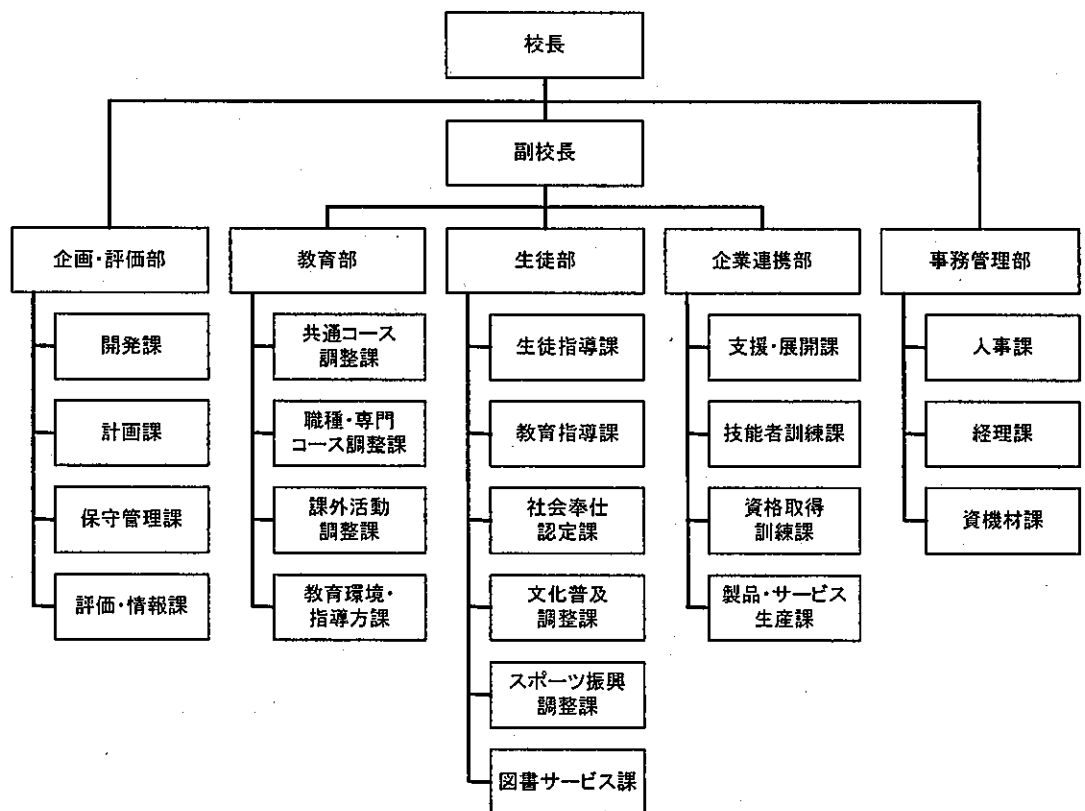 校長
副校長
企画・評価部
教育部
生徒部
企業連携部
事務管理部
開発課
計画課
保守管理課
評価・情報課
共通コース
調整課
職種・専門
コース調整課
課外活動
調整課
教育環境・
指導方課
生徒指導課
教育指導課
社会奉仕
認定課
文化普及
調整課
スポーツ振興
調整課
図書サービス課
支援・展開課
技能者訓練課
資格取得
訓練課
製品・サービス
生産課
人事課
経理課
資機材課